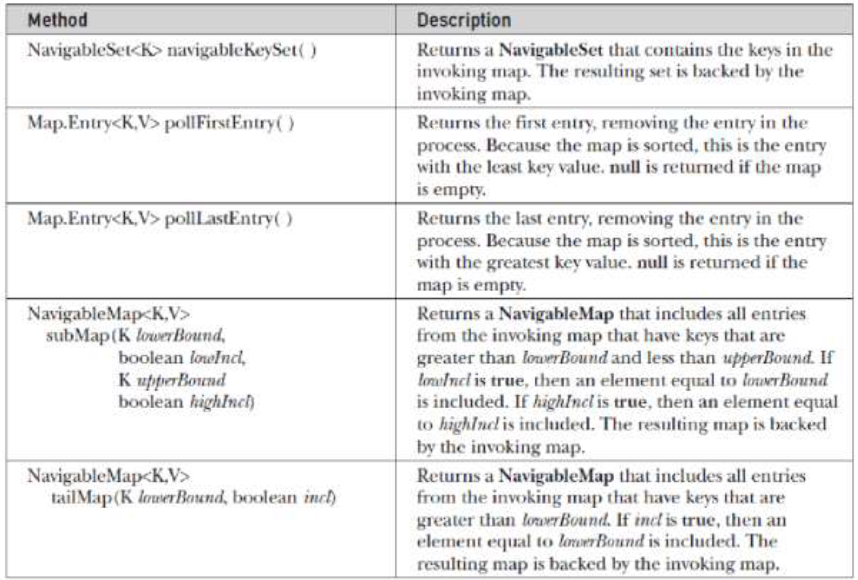 Method Description
NavigableSet<K> navigableKeySet( ) Returns a NavigableSet that contains the keys in the
invoking map. The resulting set is backed by the
invoking map.
Map.Entry<K,V> pollFirstEntry( ) Returns the first entry, removing the entry in the
process. Because the map is sorted, this is the entry
with the least key value. null is returned if the map
is empty.
Map.Entry<K,V> pollLastEntry( ) Returns the last entry, removing the entry in the
process. Because the map is sorted, this is the entry
with the greatest key value. null is returned if the
map is empty.
NavigableMap<K,V> Returns a NavigableMap that includes all entries
subMap(K lowerBound, from the invoking map that have keys that are
boolean lowIncl, greater than lowerBound and less than upperBound. If
K upperBound lowIncl is true, then an element equal to lowerBound
boolean highIncl) is included. If highIncl is true, then an element equal
to highIncl is included. The resulting map is backed
by the invoking map.
NavigableMap<K,V> Returns a NavigableMap that includes all entries
tailMap(K lowerBound, boolean incl) from the invoking map that have keys that are
greater than lowerBound. If incl is true, then an
element equal to lowerBound is included. The
resulting map is backed by the invoking map.